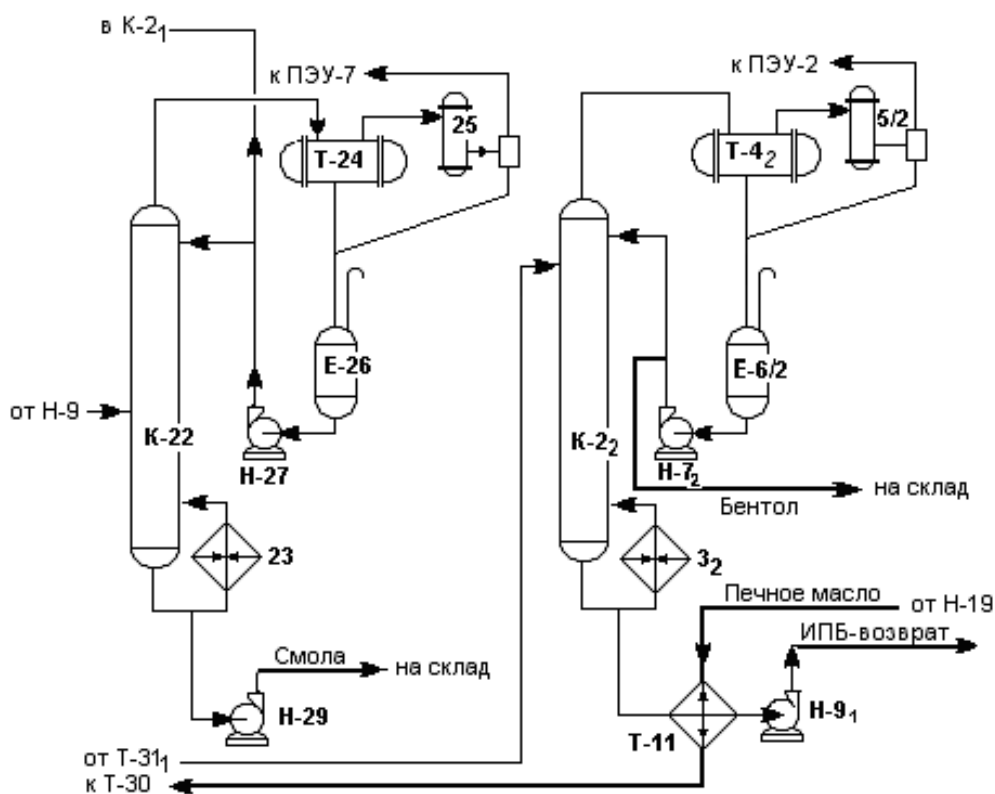 в К-2₁
к ПЭУ-7
к ПЭУ-2
25
5/2
Т-24
Т-4₂
Е-26
Е-6/2
от Н-9
К-22
К-2₂
Н-27
Н-7₂
на склад
Бентол
23
3₂
Печное масло
от Н-19
ИПБ-возврат
Смола
на склад
Н-29
Н-9₁
Т-11
от Т-31₁
к Т-30